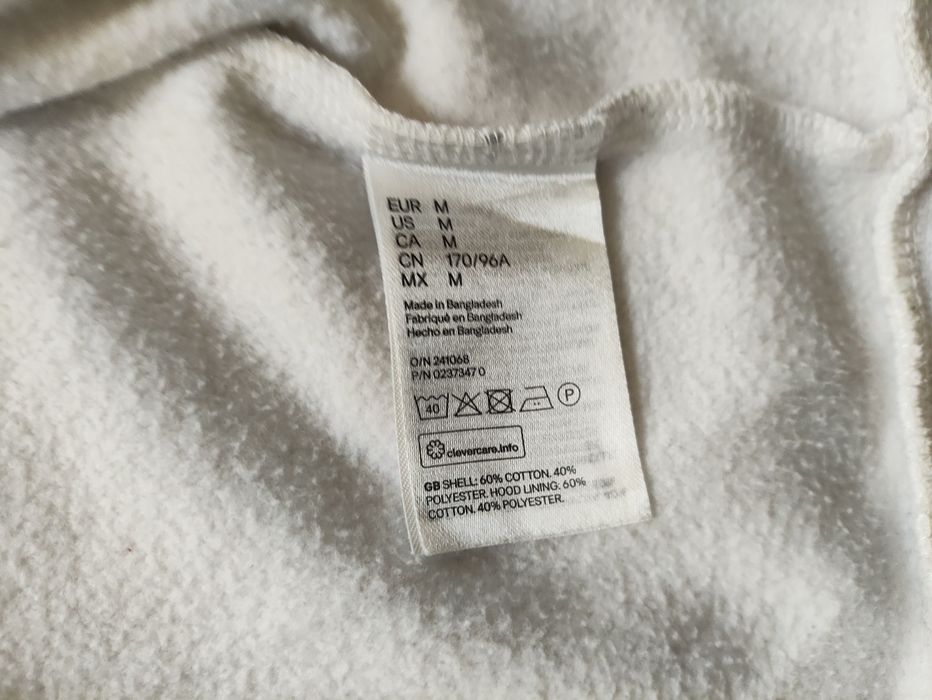 EUR M
US M
CA M
CN 170/96A
MX M
Made in Bangladesh
Fabriqué en Bangladesh
Hecho en Bangladesh
O/N 241068
P/N 0237347 0
40
P
clevercare.info
GB SHELL: 60% COTTON. 40%
POLYESTER. HOOD LINING: 60%
COTTON. 40% POLYESTER.